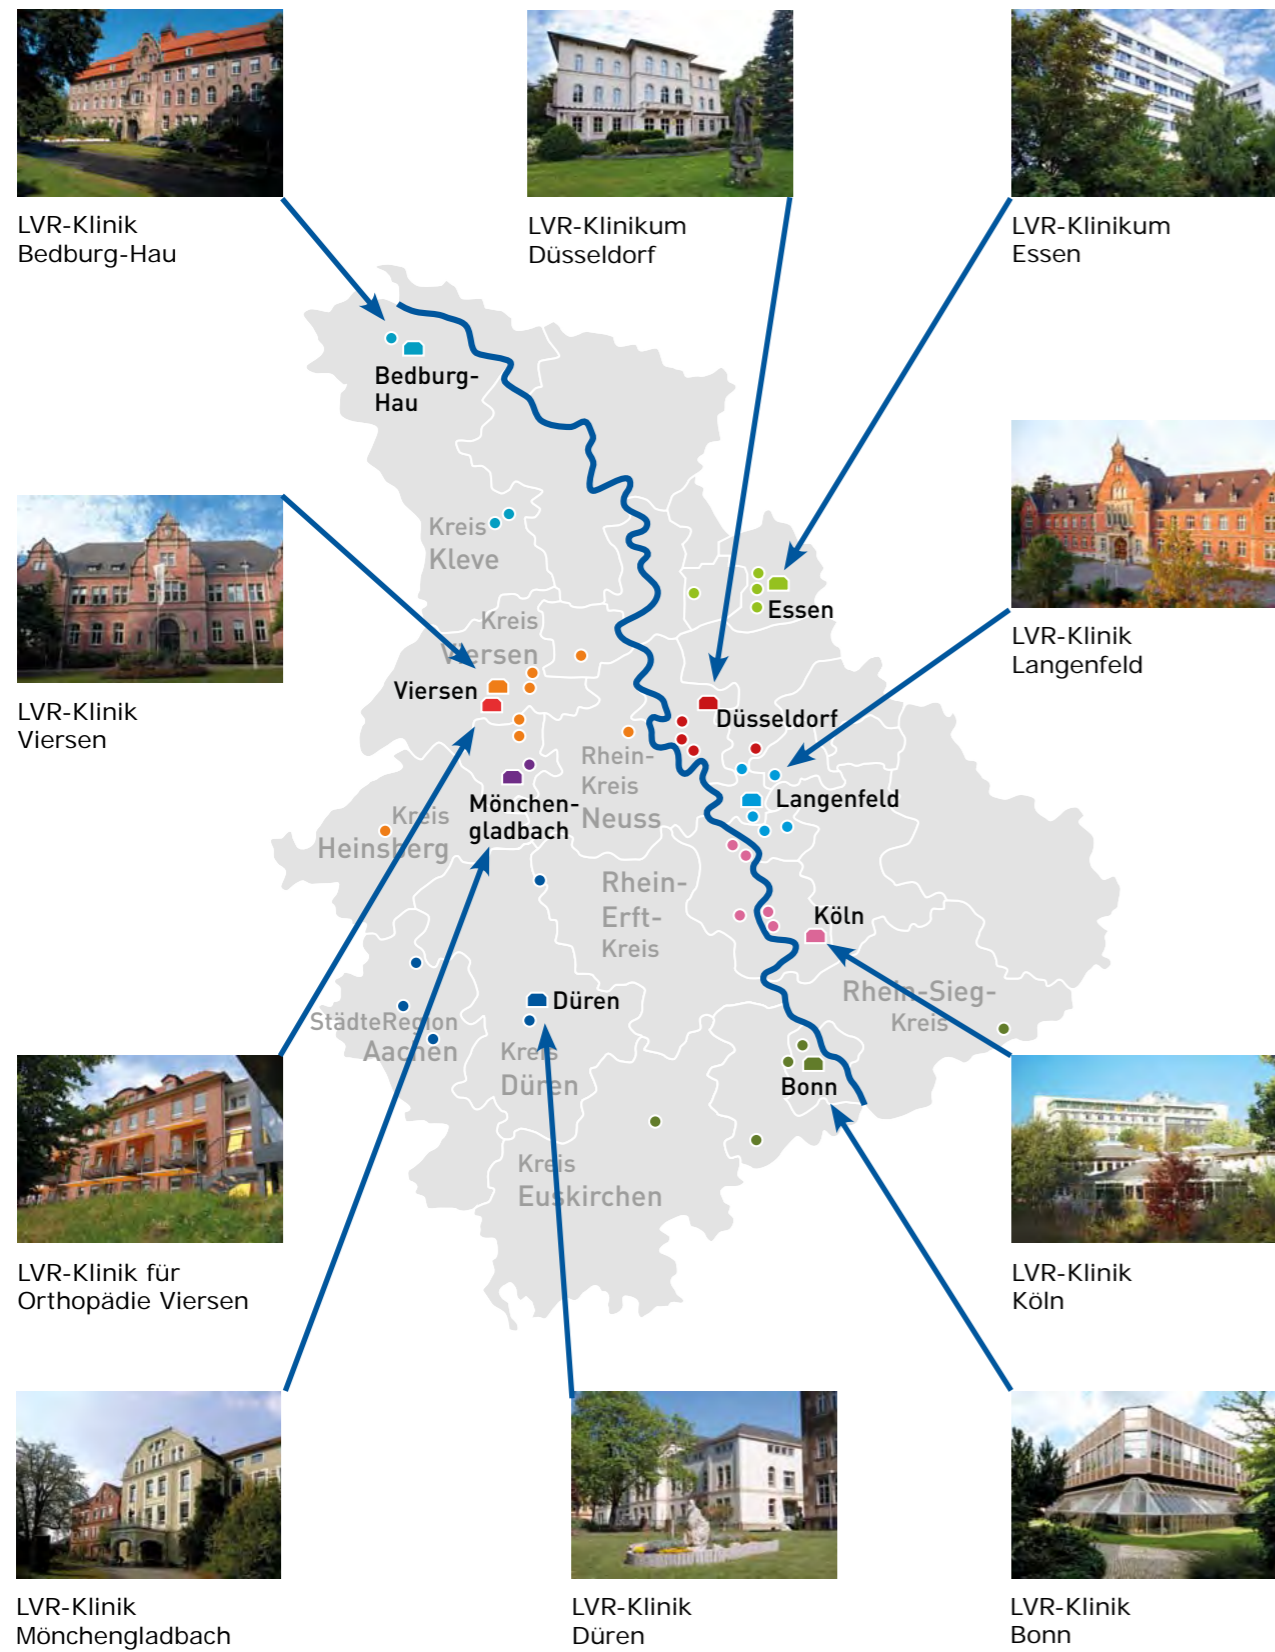 LVR-Klinik
Bedburg-Hau
LVR-Klinikum
Düsseldorf
LVR-Klinikum
Essen
Bedburg-
Hau
Kreis
Kleve
Essen
LVR-Klinik
Langenfeld
LVR-Klinik
Viersen
Kreis
Viersen
Viersen
Düsseldorf
Rhein-
Kreis
Neuss
Langenfeld
Mönchen-
gladbach
Kreis
Heinsberg
Rhein-
Erft-
Kreis
Köln
Rhein-Sieg-
Kreis
Düren
StädteRegion
Aachen
Kreis
Düren
Bonn
Kreis
Euskirchen
LVR-Klinik für
Orthopädie Viersen
LVR-Klinik
Köln
LVR-Klinik
Mönchengladbach
LVR-Klinik
Düren
LVR-Klinik
Bonn